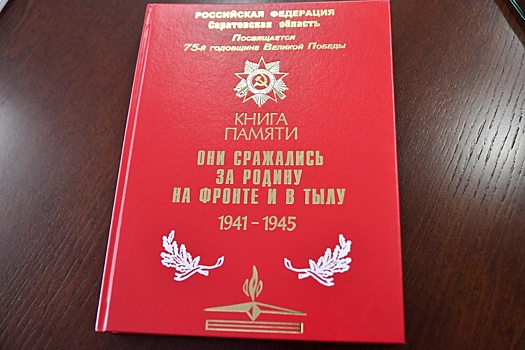 РОССИЙСКАЯ ФЕДЕРАЦИЯ
Саратовская область
Посвящается
75-й годовщине Великой Победы
КНИГА
ПАМЯТИ
ОНИ СРАЖАЛИСЬ
ЗА РОДИНУ
НА ФРОНТЕ И В ТЫЛУ
1941-1945